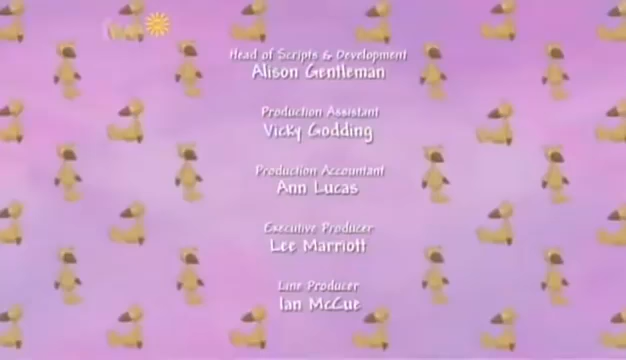 Head of Scripts & Development
Alison Gentleman
Production Assistant
Vicky Godding
Production Accountant
Ann Lucas
Executive Producer
Lee Marriott
Line Producer
Ian McCue